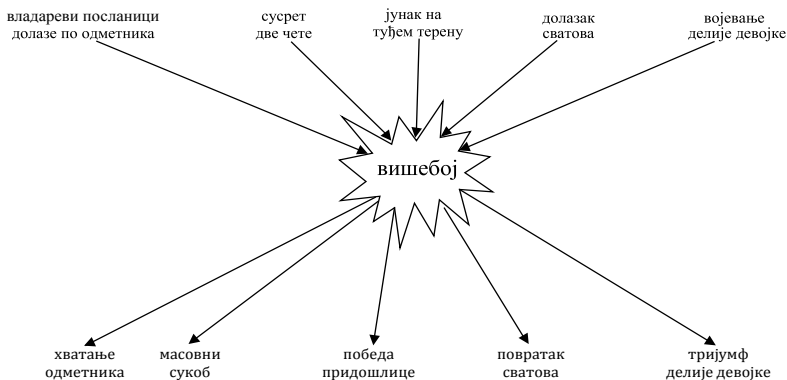 владареви посланици
долазе по одметника
сусрет
две чете
јунак на
туђем терену
долазак
сватова
војевање
делије девојке
вишебој
хватање
одметника
масовни
сукоб
победа
придошлице
повратак
сватова
тријумф
делије девојке